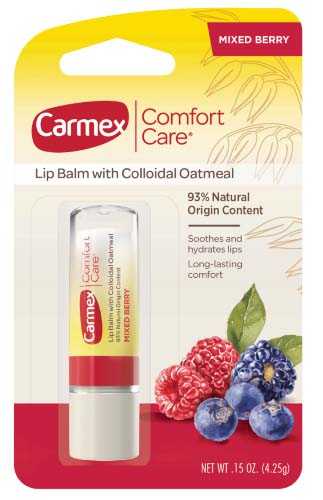 MIXED BERRY
Carmex
Comfort
Care®
Lip Balm with Colloidal Oatmeal
93% Natural
Origin Content
Soothes and
hydrates lips
Long-lasting
comfort
Carmex
Comfort
Care®
Lip Balm with Colloidal Oatmeal
93% Natural Origin Content
MIXED BERRY
NET WT .15 OZ. (4.25g)